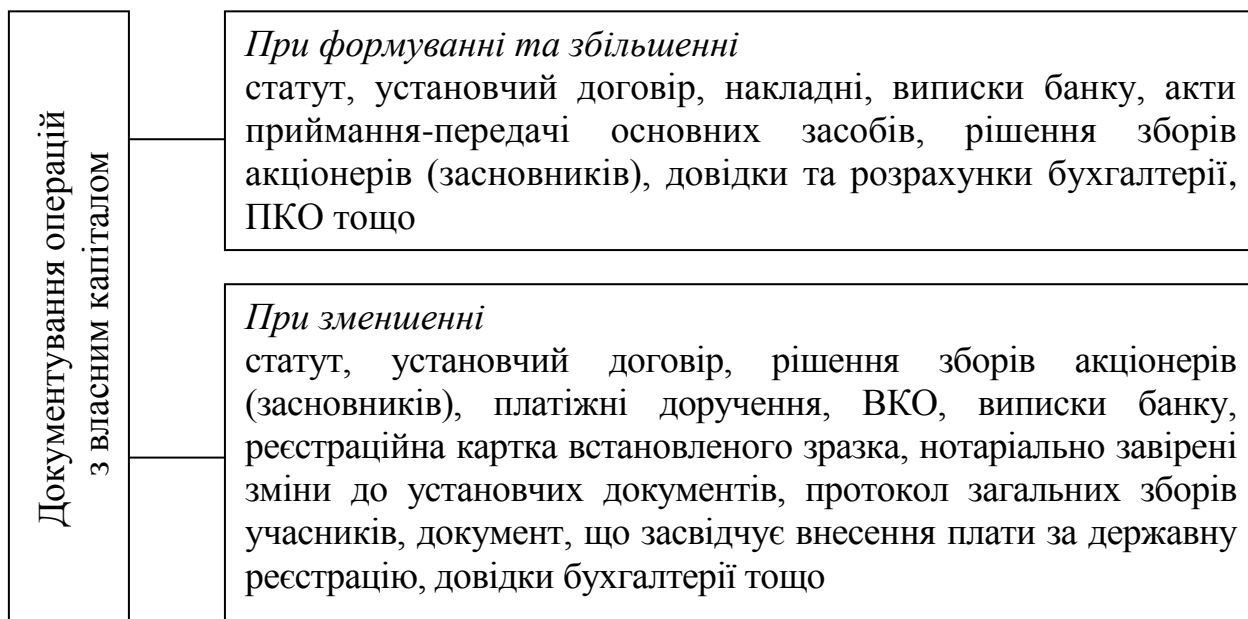 Документування операцій
з власним капіталом
При формуванні та збільшенні
статут, установчий договір, накладні, виписки банку, акти
приймання-передачі основних засобів, рішення зборів
акціонерів (засновників), довідки та розрахунки бухгалтерії,
ПКО тощо
При зменшенні
статут, установчий договір, рішення зборів акціонерів
(засновників), платіжні доручення, ВКО, виписки банку,
реєстраційна картка встановленого зразка, нотаріально завірені
зміни до установчих документів, протокол загальних зборів
учасників, документ, що засвідчує внесення плати за державну
реєстрацію, довідки бухгалтерії тощо